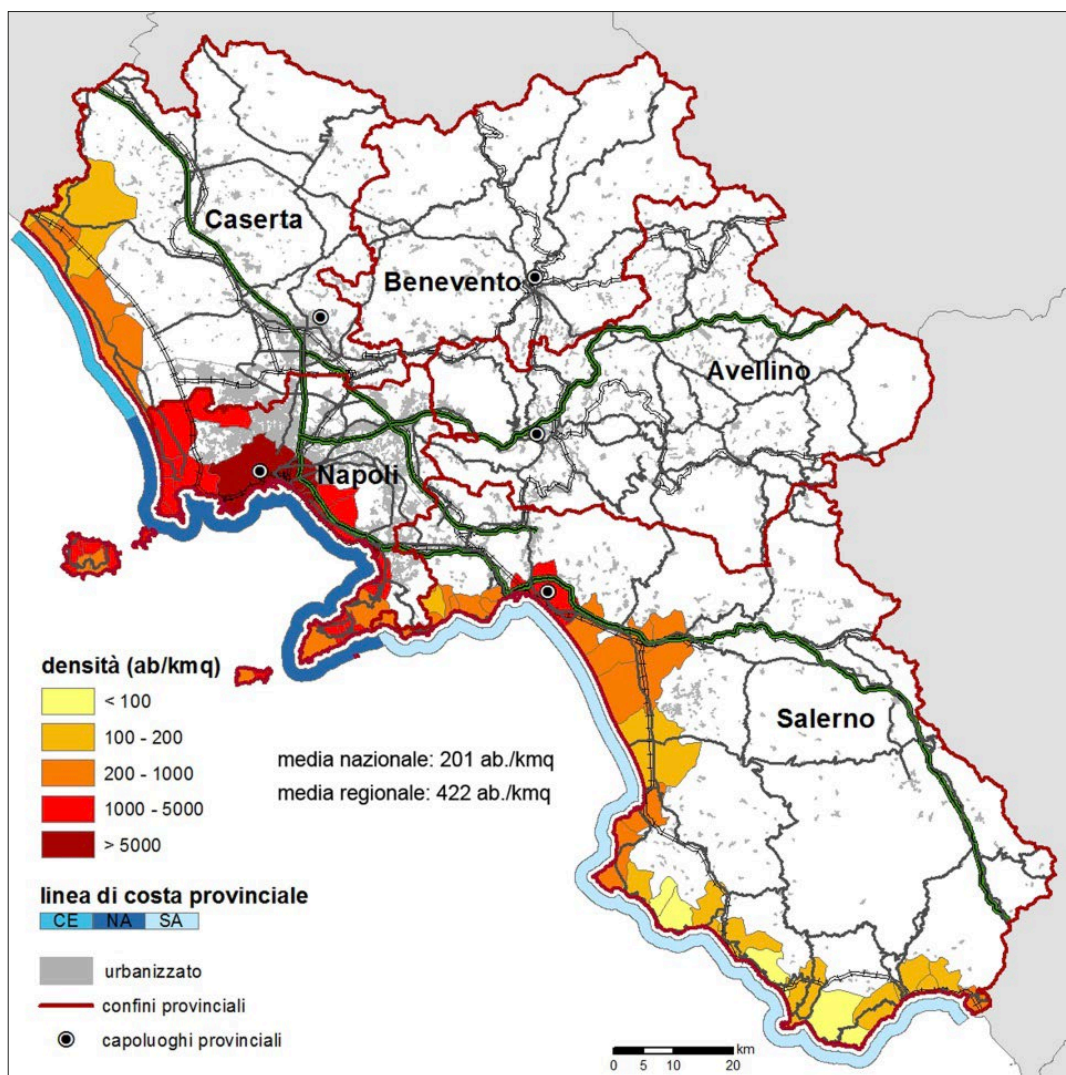 Caserta
Benevento
Avellino
Napoli
Salerno
densità (ab/kmq)
< 100
100 - 200
200 - 1000
1000 - 5000
> 5000
media nazionale: 201 ab./kmq
media regionale: 422 ab./kmq
linea di costa provinciale
CE NA SA
urbanizzato
confini provinciali
capoluoghi provinciali
km
0 5 10 20